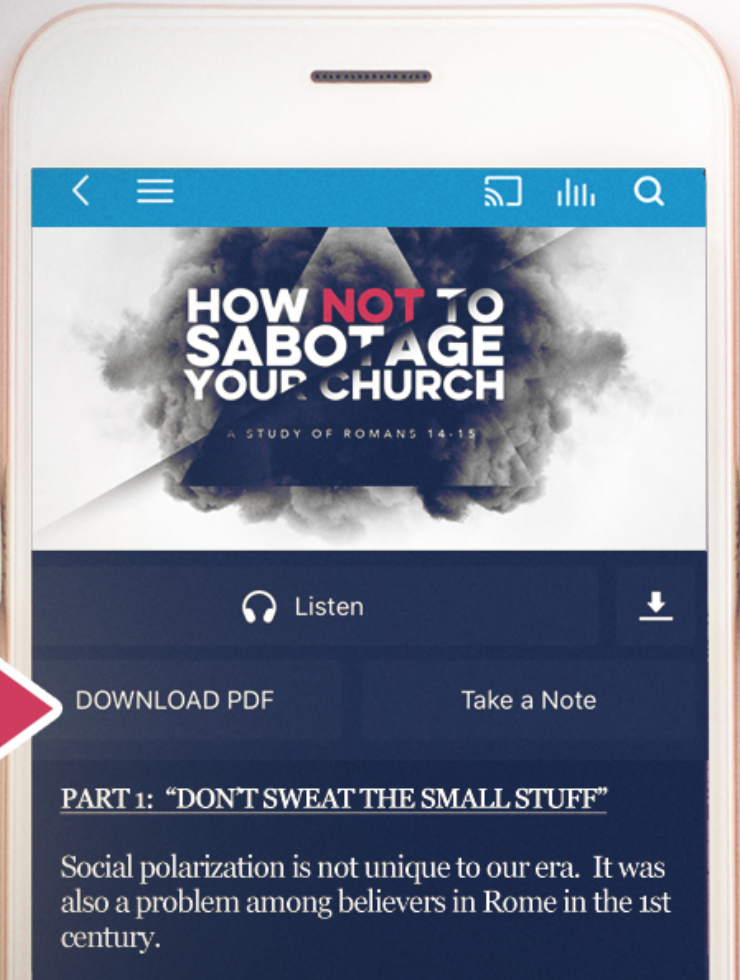 HOW NOT TO
SABOTAGE
YOUR CHURCH
A STUDY OF ROMANS 14-15
Listen
DOWNLOAD PDF
Take a Note
PART 1:  “DON’T SWEAT THE SMALL STUFF”
Social polarization is not unique to our era.  It was
also a problem among believers in Rome in the 1st
century.